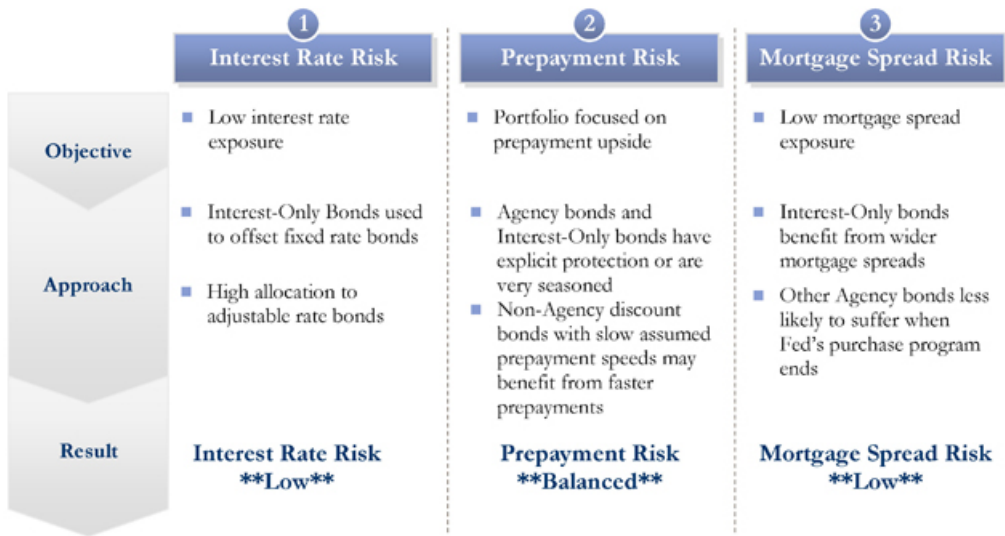 1
2
3
Interest Rate Risk
Prepayment Risk
Mortgage Spread Risk
Objective
Low interest rate
exposure
Portfolio focused on
prepayment upside
Low mortgage spread
exposure
Approach
Interest-Only Bonds used
to offset fixed rate bonds
High allocation to
adjustable rate bonds
Agency bonds and
Interest-Only bonds have
explicit protection or are
very seasoned
Non-Agency discount
bonds with slow assumed
prepayment speeds may
benefit from faster
prepayments
Interest-Only bonds
benefit from wider
mortgage spreads
Other Agency bonds less
likely to suffer when
Fed's purchase program
ends
Result
Interest Rate Risk
**Low**
Prepayment Risk
**Balanced**
Mortgage Spread Risk
**Low**